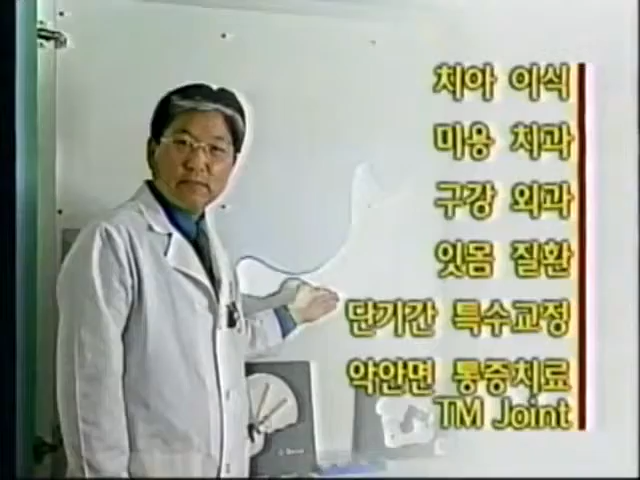 치아 이식
미용 치과
구강 외과
잇몸 질환
단기간 특수교정
악안면 통증치료
TM Joint